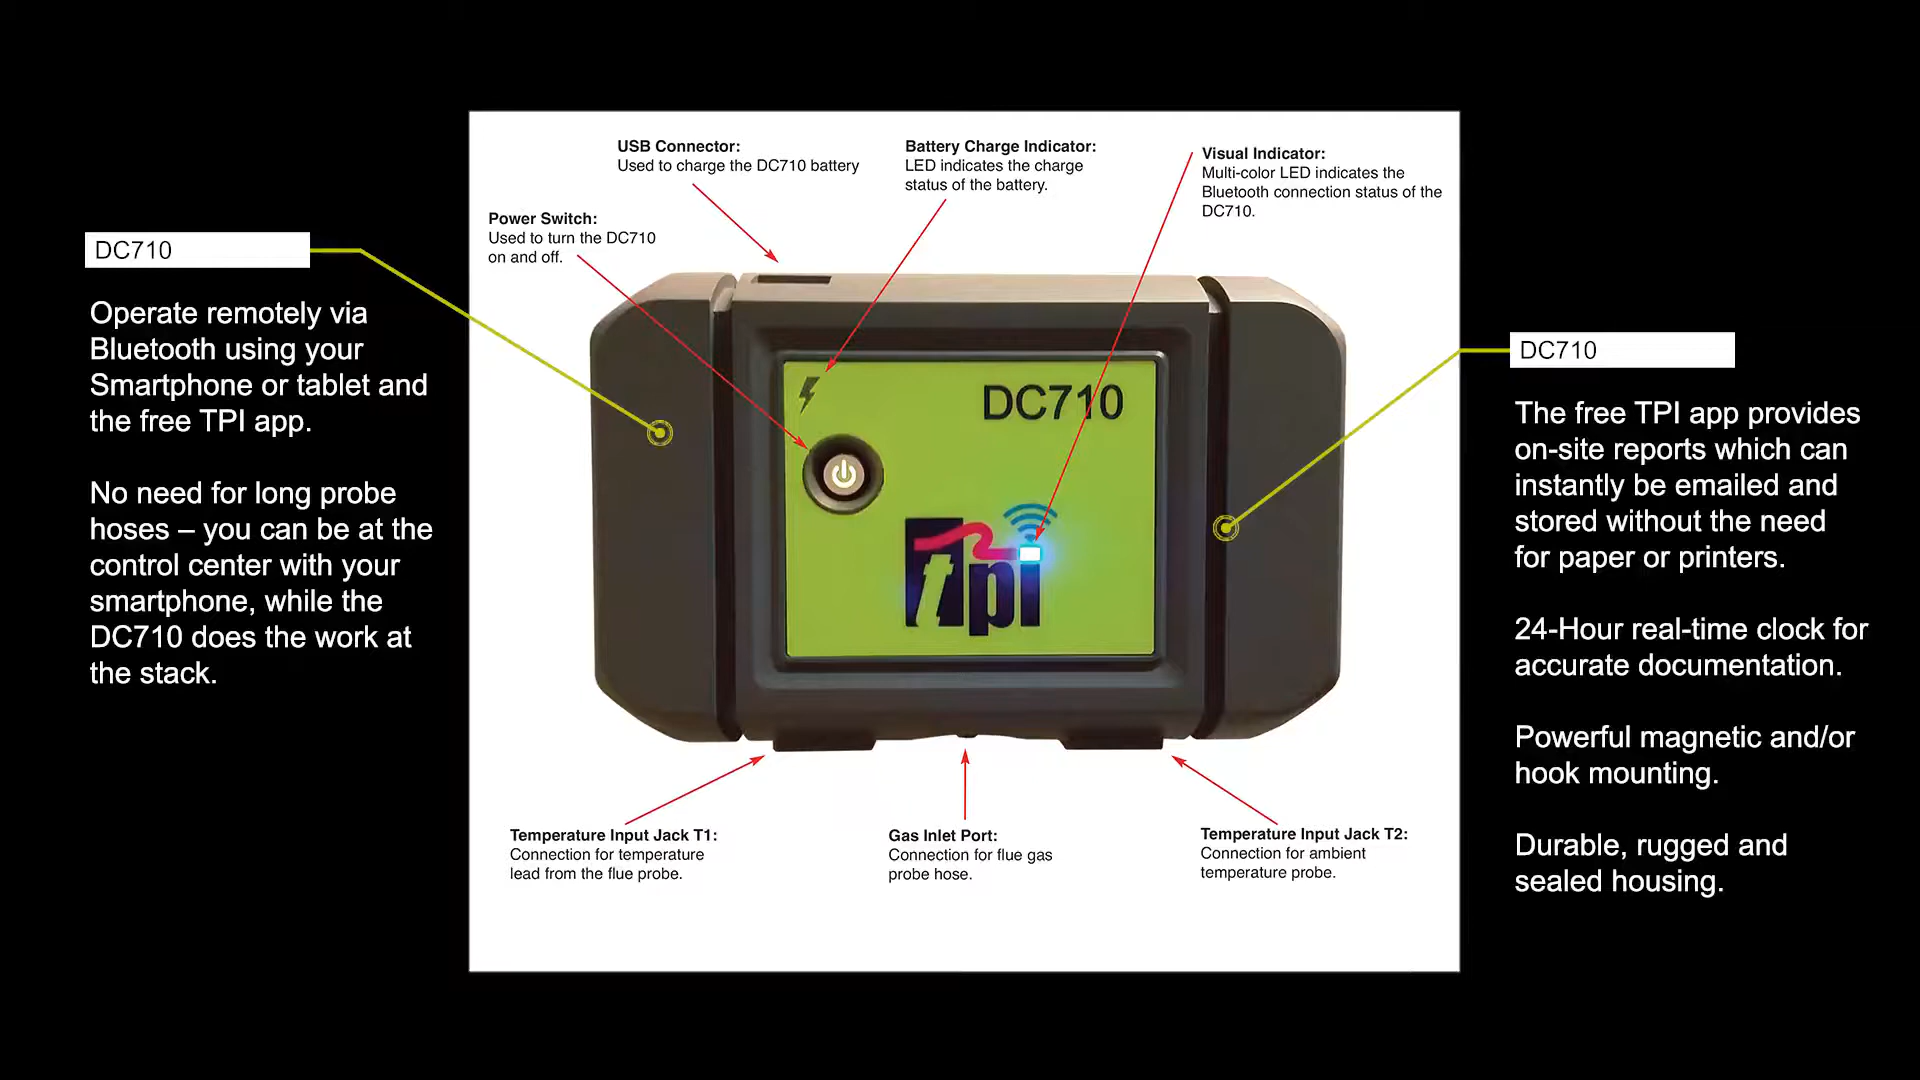 USB Connector:
Used to charge the DC710 battery
Battery Charge Indicator:
LED indicates the charge
status of the battery.
Visual Indicator:
Multi-color LED indicates the
Bluetooth connection status of the
DC710.
Power Switch:
Used to turn the DC710
on and off.
DC710
Operate remotely via
Bluetooth using your
Smartphone or tablet and
the free TPI app.
No need for long probe
hoses – you can be at the
control center with your
smartphone, while the
DC710 does the work at
the stack.
DC710
tpi
DC710
The free TPI app provides
on-site reports which can
instantly be emailed and
stored without the need
for paper or printers.
24-Hour real-time clock for
accurate documentation.
Powerful magnetic and/or
hook mounting.
Durable, rugged and
sealed housing.
Temperature Input Jack T1:
Connection for temperature
lead from the flue probe.
Gas Inlet Port:
Connection for flue gas
probe hose.
Temperature Input Jack T2:
Connection for ambient
temperature probe.